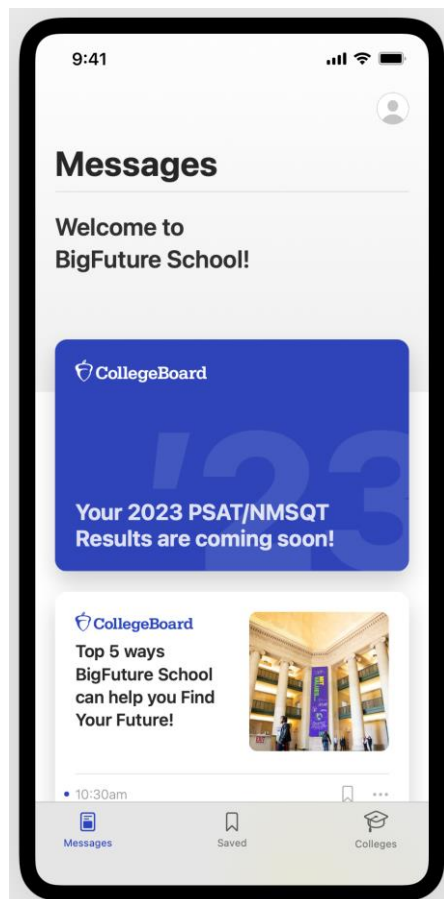 9:41
Messages
Welcome to
BigFuture School!
CollegeBoard
'23
Your 2023 PSAT/NMSQT
Results are coming soon!
CollegeBoard
Top 5 ways
BigFuture School
can help you Find
Your Future!
10:30am
Messages
Saved
Colleges